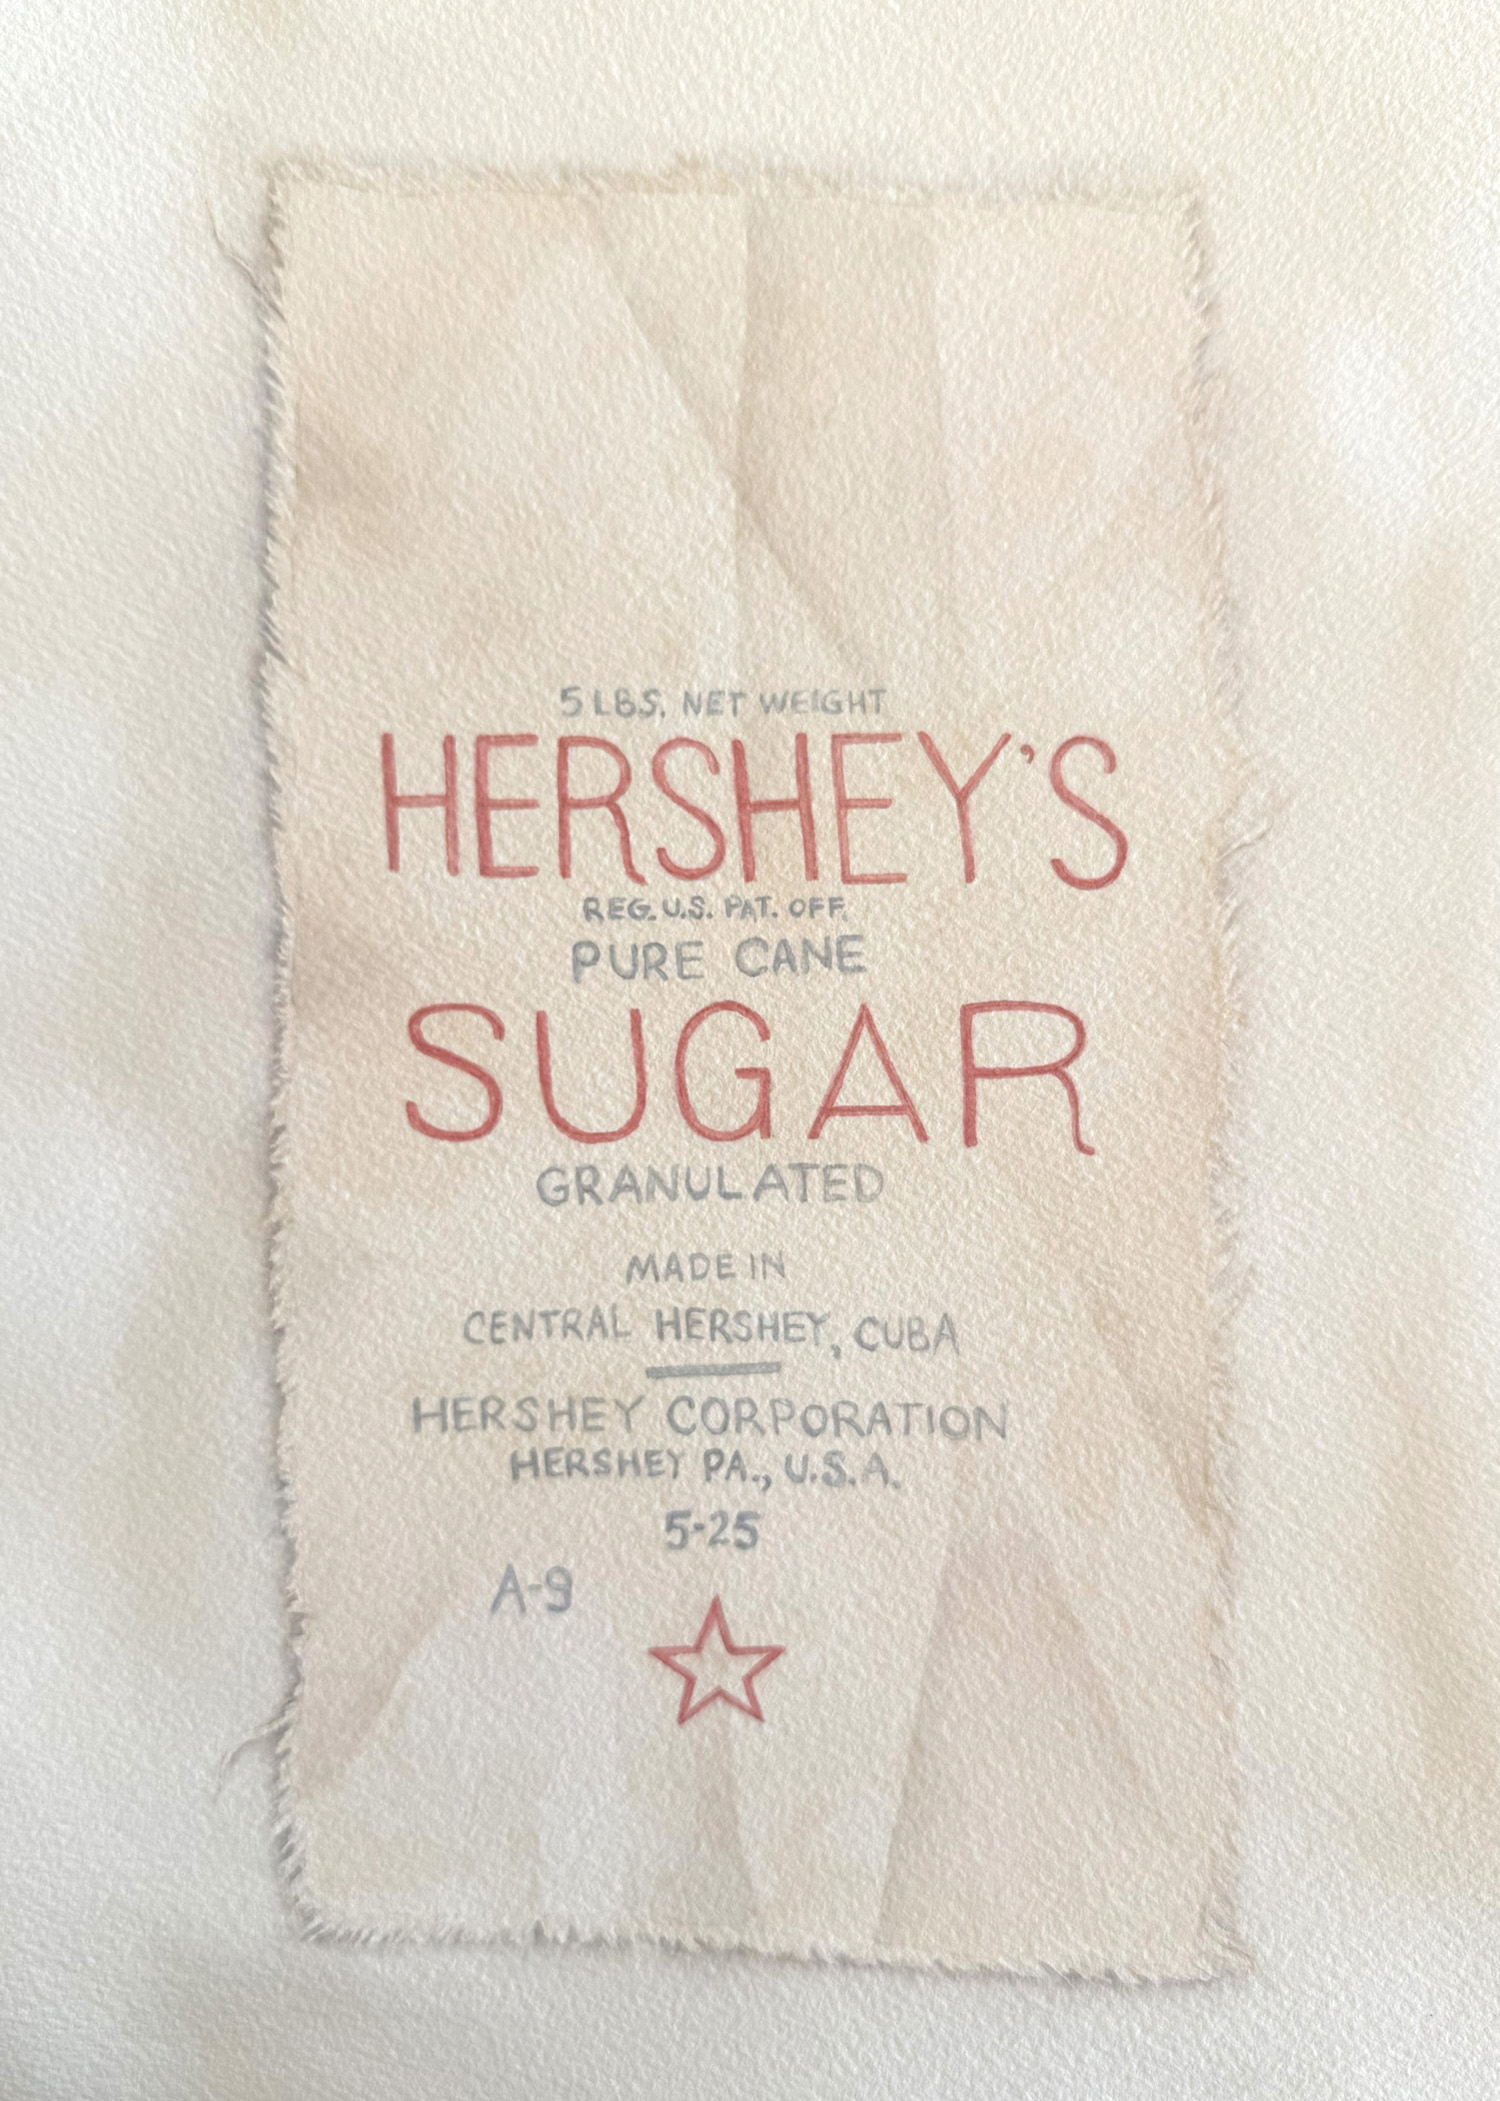 5 LBS. NET WEIGHT
HERSHEY'S
REG. U.S. PAT. OFF.
PURE CANE
SUGAR
GRANULATED
MADE IN
CENTRAL HERSHEY, CUBA
HERSHEY CORPORATION
HERSHEY PA., U.S.A.
5-25
A-9